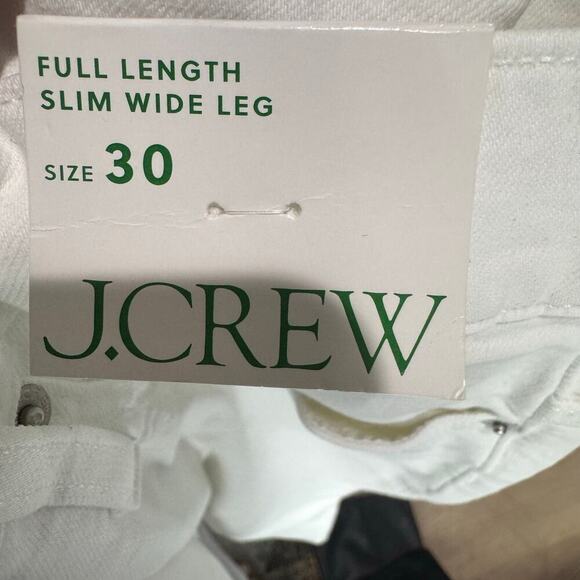 FULL LENGTH
SLIM WIDE LEG
SIZE 30
J.CREW